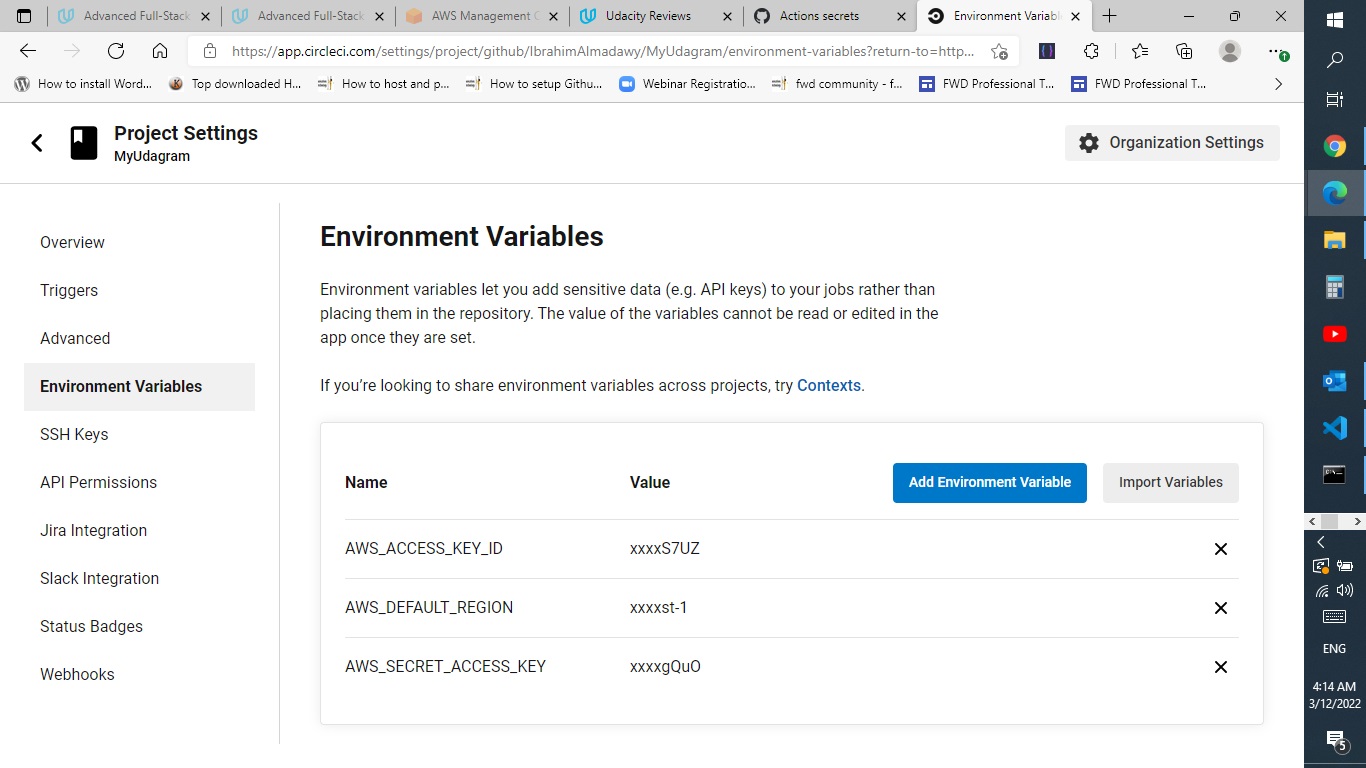 Advanced Full-Stack
Advanced Full-Stack
AWS Management C
Udacity Reviews
Actions secrets
Environment Variabl
https://app.circleci.com/settings/project/github/IbrahimAlmadawy/MyUdagram/environment-variables?return-to=http...
How to install Word...
Top downloaded H...
How to host and p...
How to setup Githu...
Webinar Registratio...
fwd community - f...
FWD Professional T...
FWD Professional T...
Project Settings
MyUdagram
Organization Settings
Overview
Triggers
Advanced
Environment Variables
SSH Keys
API Permissions
Jira Integration
Slack Integration
Status Badges
Webhooks
Environment Variables
Environment variables let you add sensitive data (e.g. API keys) to your jobs rather than
placing them in the repository. The value of the variables cannot be read or edited in the
app once they are set.
If you’re looking to share environment variables across projects, try Contexts.
Name Value Add Environment Variable Import Variables
AWS_ACCESS_KEY_ID xxxxS7UZ
AWS_DEFAULT_REGION xxxxst-1
AWS_SECRET_ACCESS_KEY xxxxgQuO
ENG
4:14 AM
3/12/2022
5